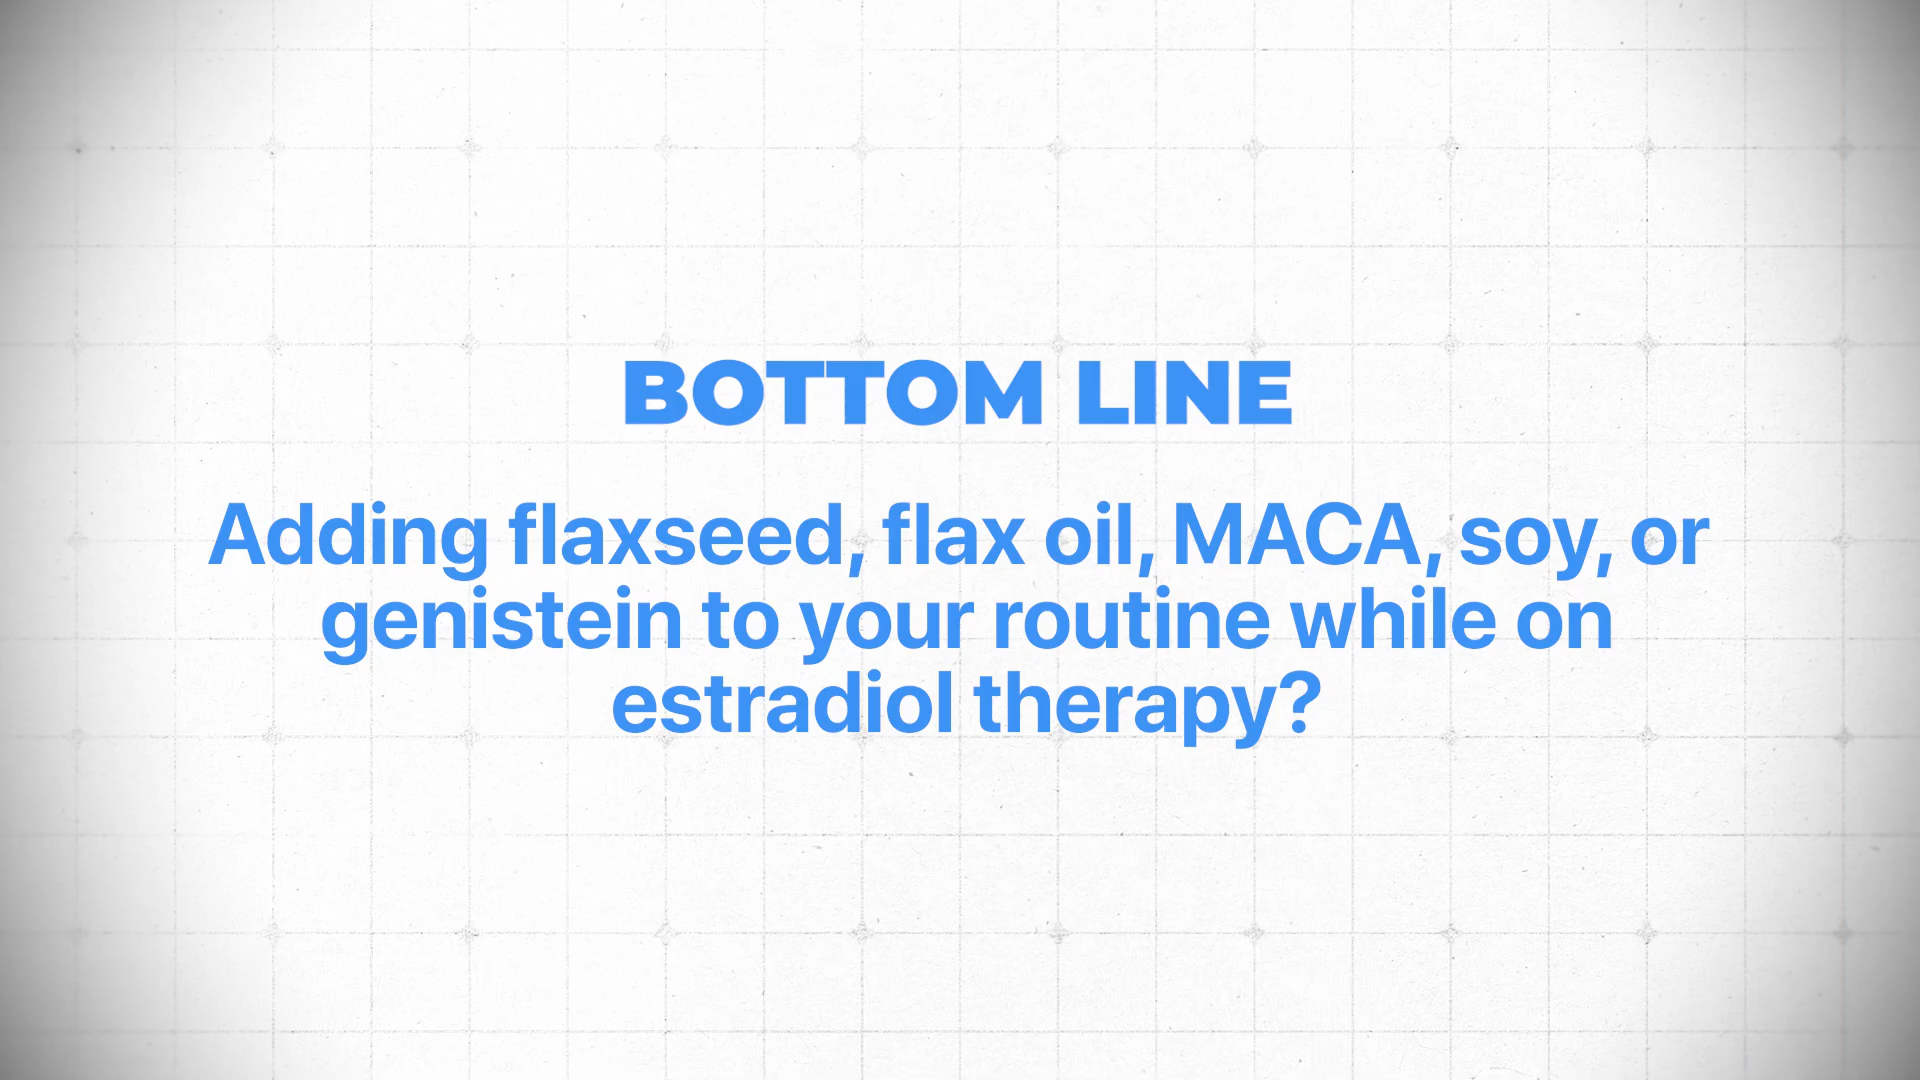 BOTTOM LINE
Adding flaxseed, flax oil, MACA, soy, or
genistein to your routine while on
estradiol therapy?